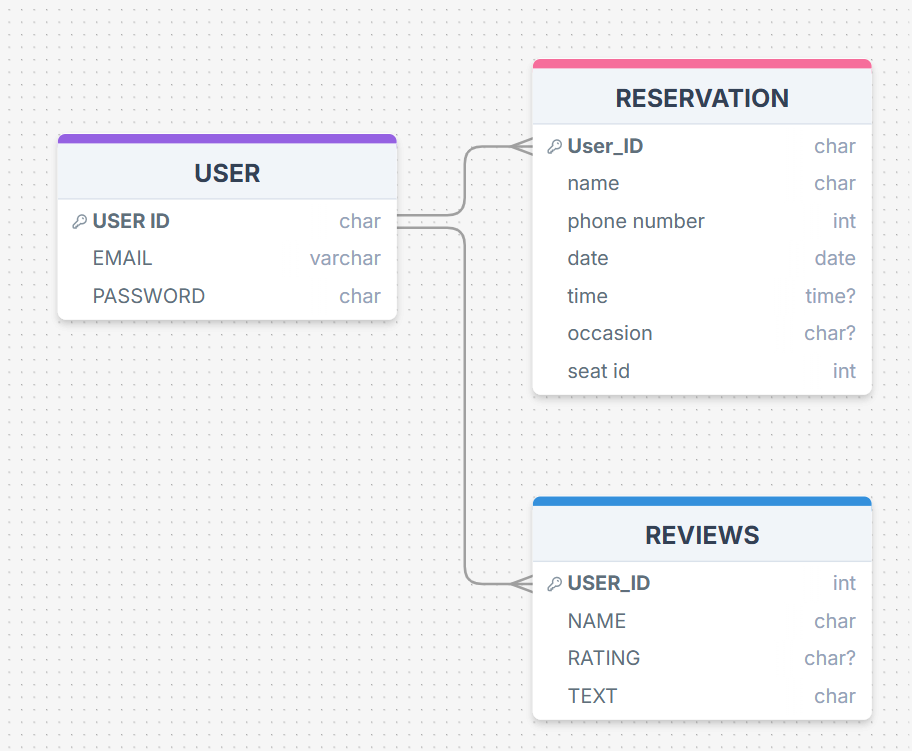 USER
USER ID char
EMAIL varchar
PASSWORD char
RESERVATION
User_ID char
name char
phone number int
date date
time time?
occasion char?
seat id int
REVIEWS
USER_ID int
NAME char
RATING char?
TEXT char